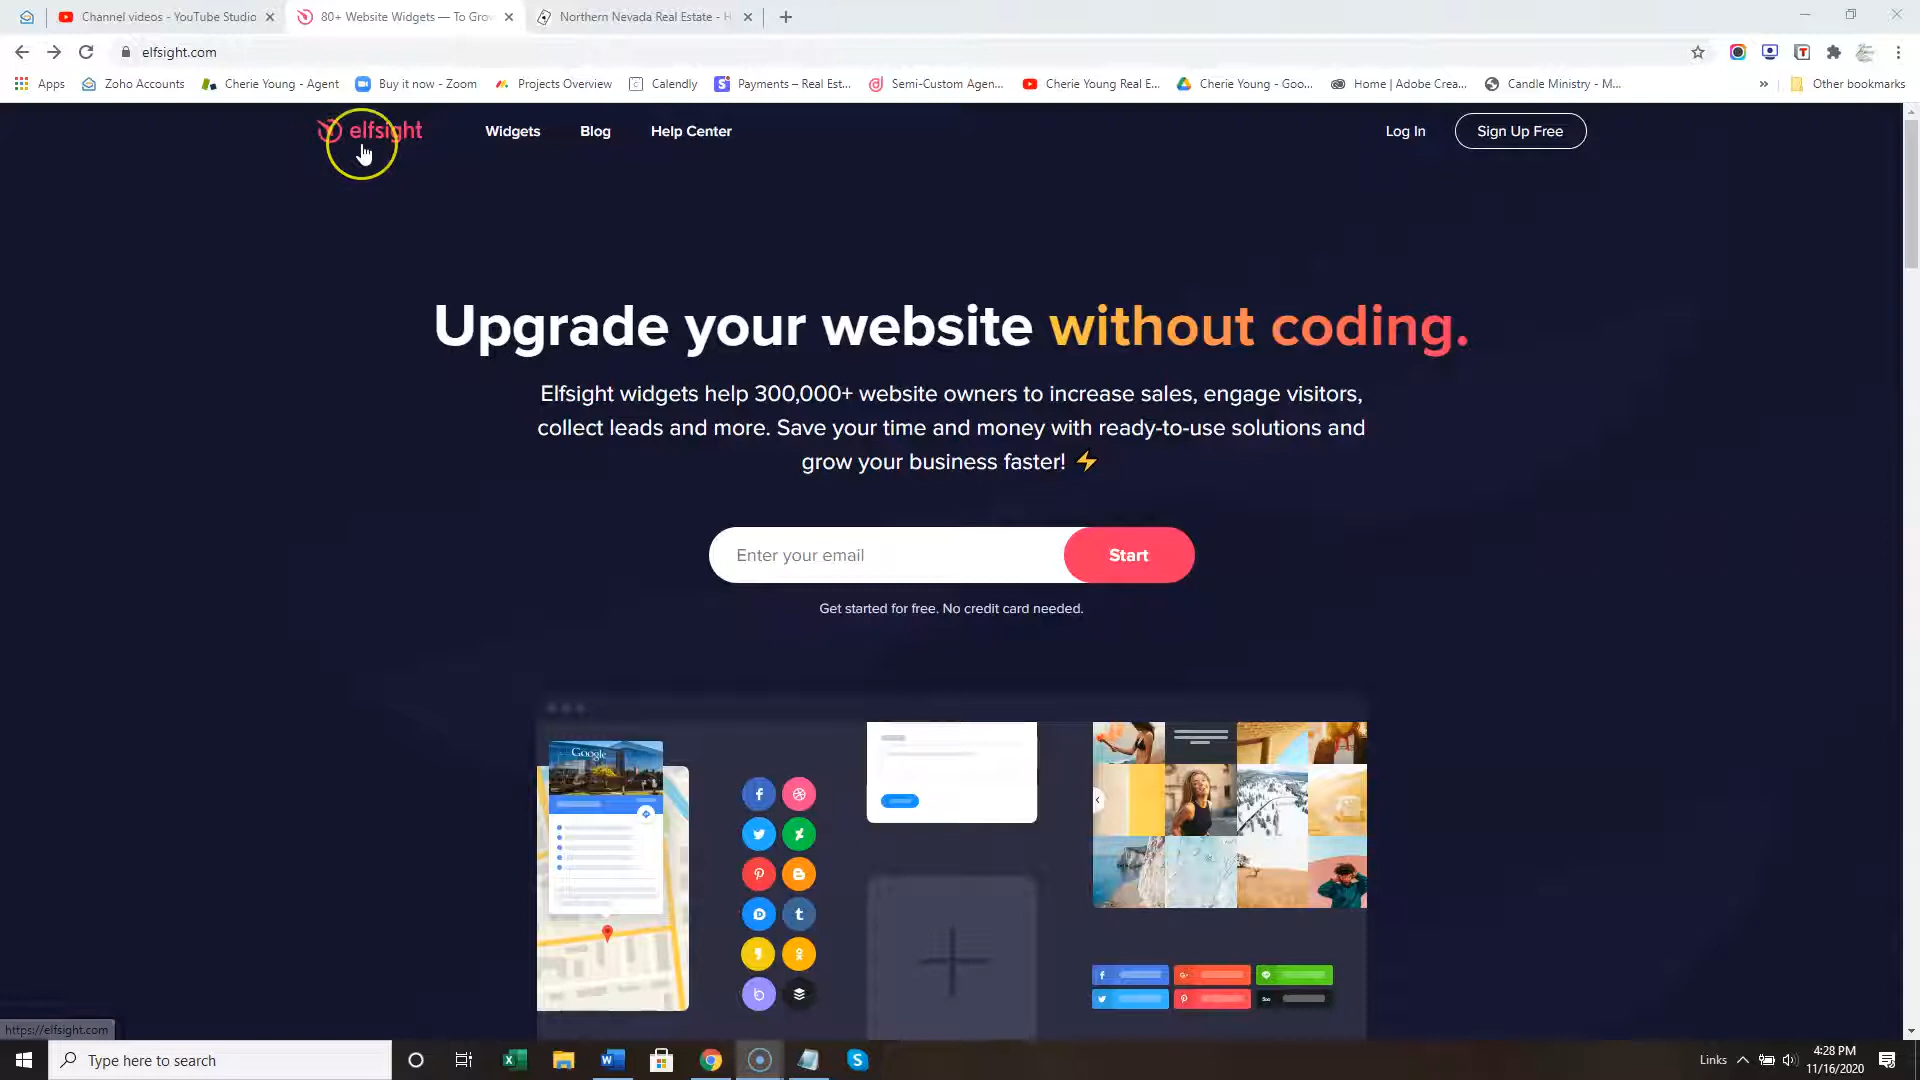 Channel videos - YouTube Studio
80+ Website Widgets — To Grow
Northern Nevada Real Estate - H
elfsight.com
Apps
Zoho Accounts
Cherie Young - Agent
Buy it now - Zoom
Projects Overview
Calendly
Payments – Real Est...
Semi-Custom Agen...
Cherie Young Real E...
Cherie Young - Goo...
Home | Adobe Crea...
Candle Ministry - M...
»
Other bookmarks
elfsight
Widgets
Blog
Help Center
Log In
Sign Up Free
Upgrade your website without coding.
Elfsight widgets help 300,000+ website owners to increase sales, engage visitors,
collect leads and more. Save your time and money with ready-to-use solutions and
grow your business faster! ⚡
Enter your email
Start
Get started for free. No credit card needed.
Google
https://elfsight.com
Type here to search
Links
4:28 PM
11/16/2020